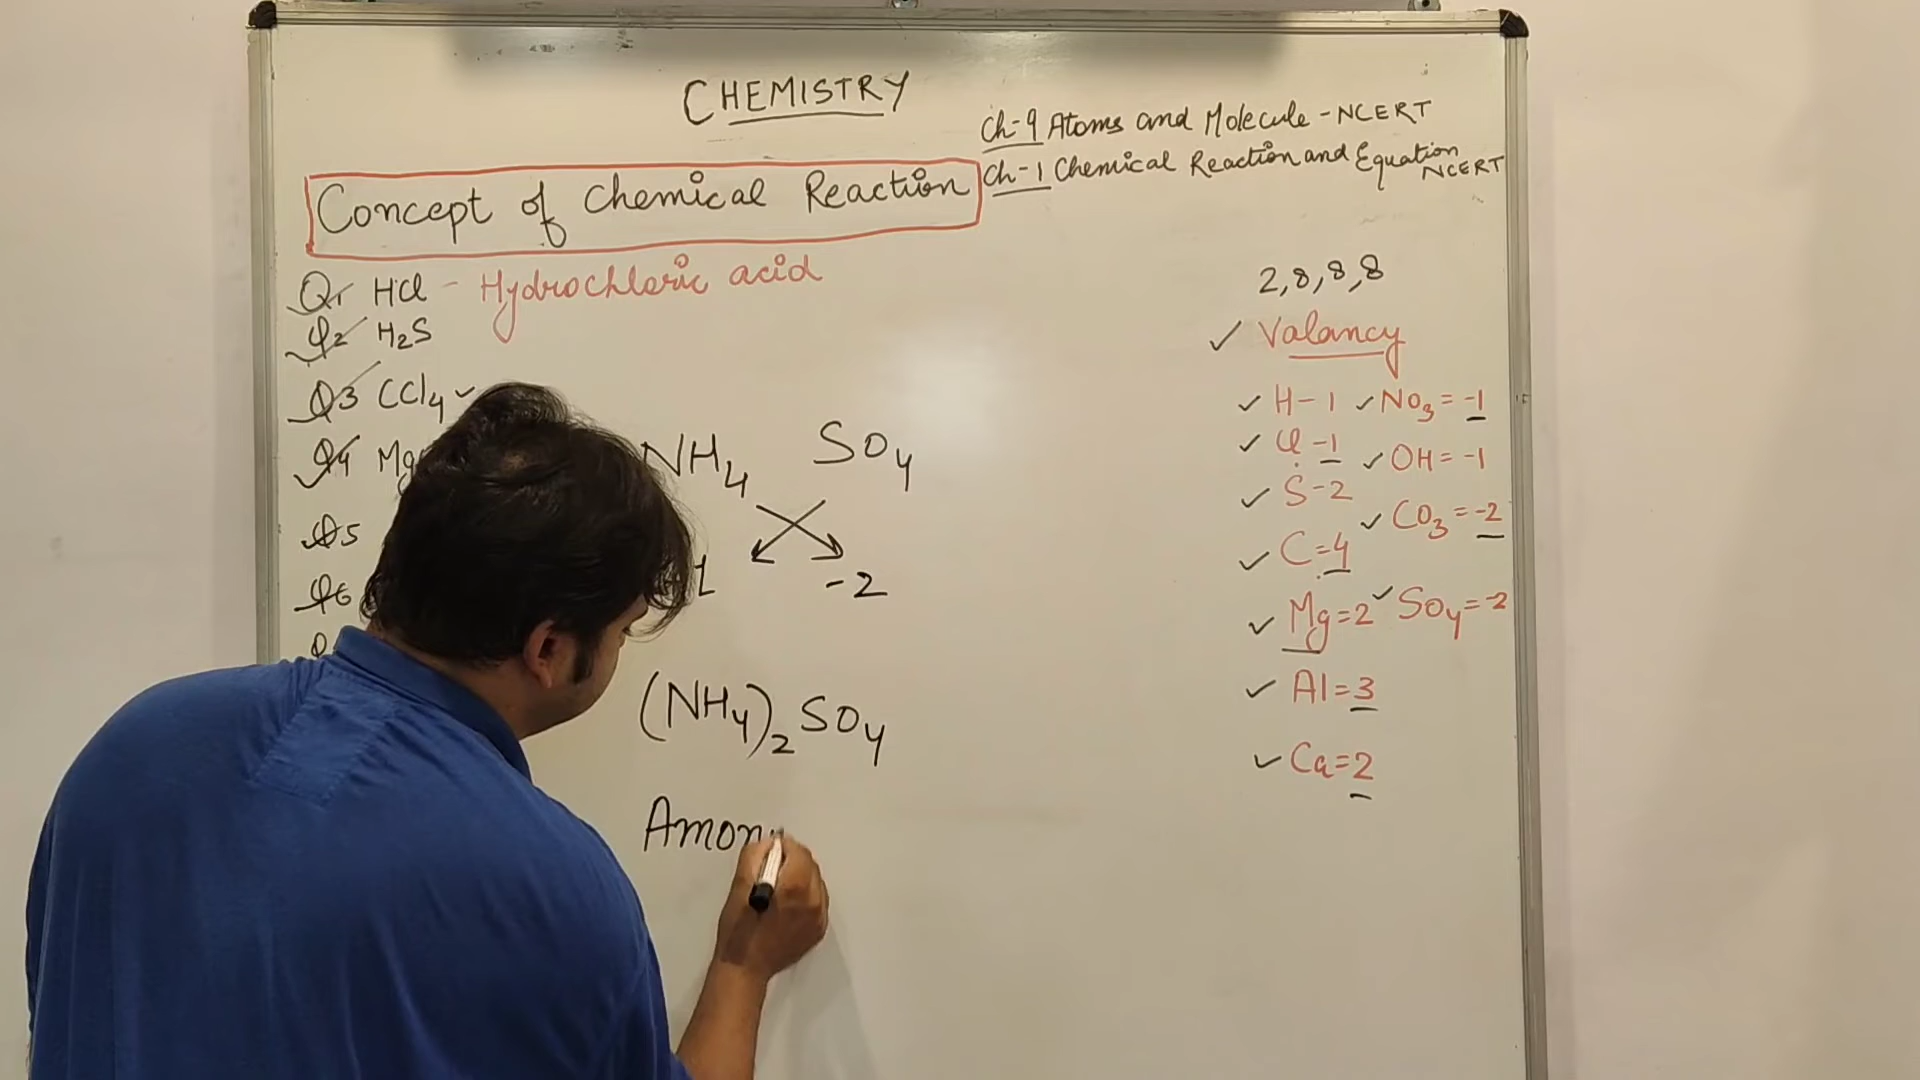 CHEMISTRY
Ch-9 Atoms and Molecule - NCERT
Ch-1 Chemical Reaction and Equation
NCERT
Concept of Chemical Reaction
Q1 HCl - Hydrochloric acid
Q2 H2S
Q3 CCl4 ✓
Q4 Mg
Q5
Q6
NH4 SO4
-2
(NH4)2SO4
Amon
2,8,8,8
✓ Valancy
✓ H-1 ✓ NO3 = -1
✓ Cl -1 ✓ OH = -1
✓ S-2 ✓ CO3 = -2
✓ C=4
✓ Mg=2 ✓ SO4=-2
✓ Al=3
✓ Ca=2